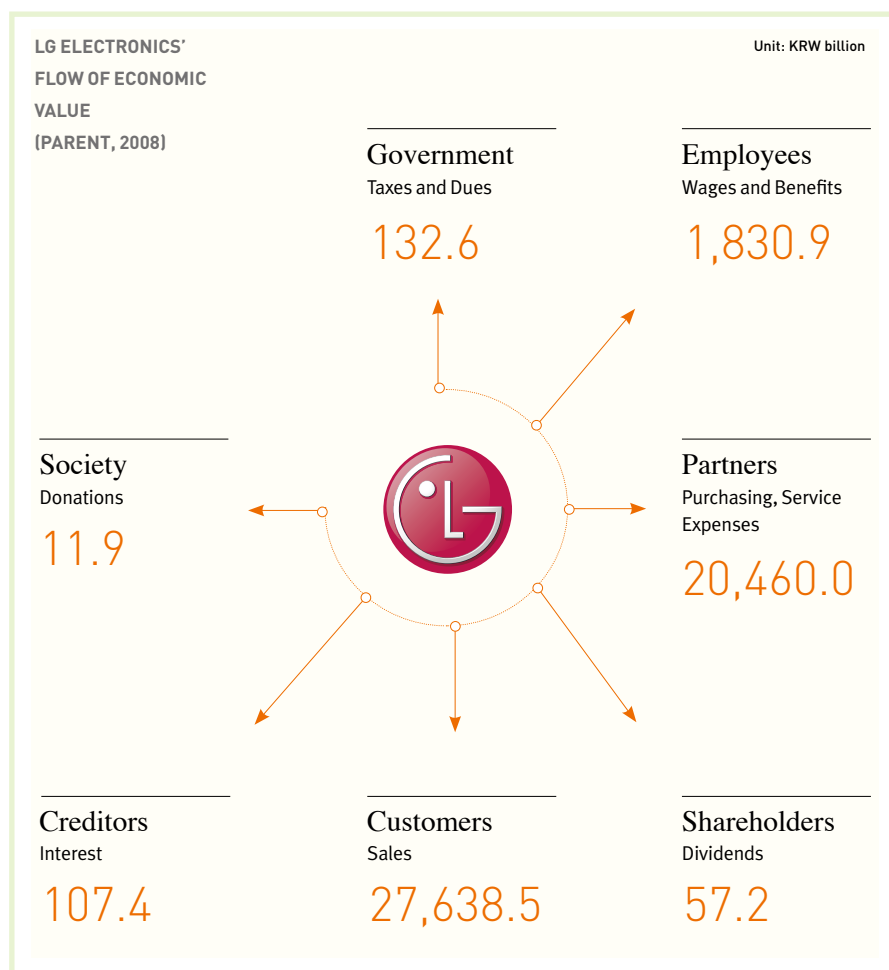 LG ELECTRONICS’
FLOW OF ECONOMIC
VALUE
(PARENT, 2008)
Unit: KRW billion
Government
Taxes and Dues
132.6
Employees
Wages and Benefits
1,830.9
Society
Donations
11.9
LG
Partners
Purchasing, Service
Expenses
20,460.0
Creditors
Interest
107.4
Customers
Sales
27,638.5
Shareholders
Dividends
57.2